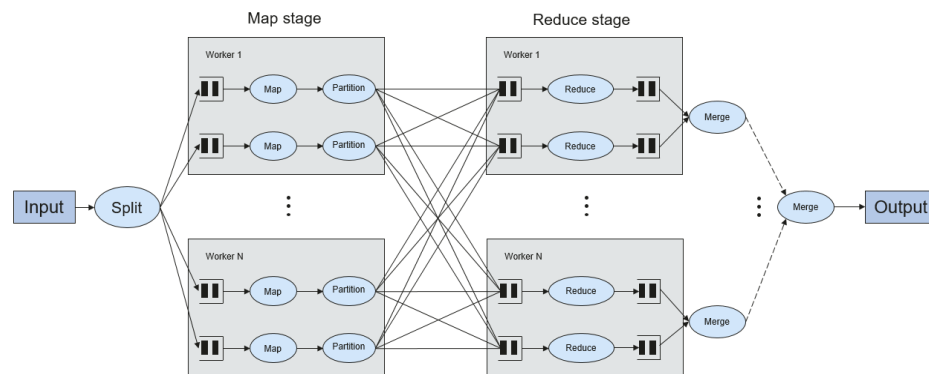 Map stage
Reduce stage
Worker 1
Worker 1
Map
Partition
Reduce
Merge
Map
Partition
Reduce
Input
Split
Merge
Output
Worker N
Worker N
Map
Partition
Reduce
Merge
Map
Partition
Reduce